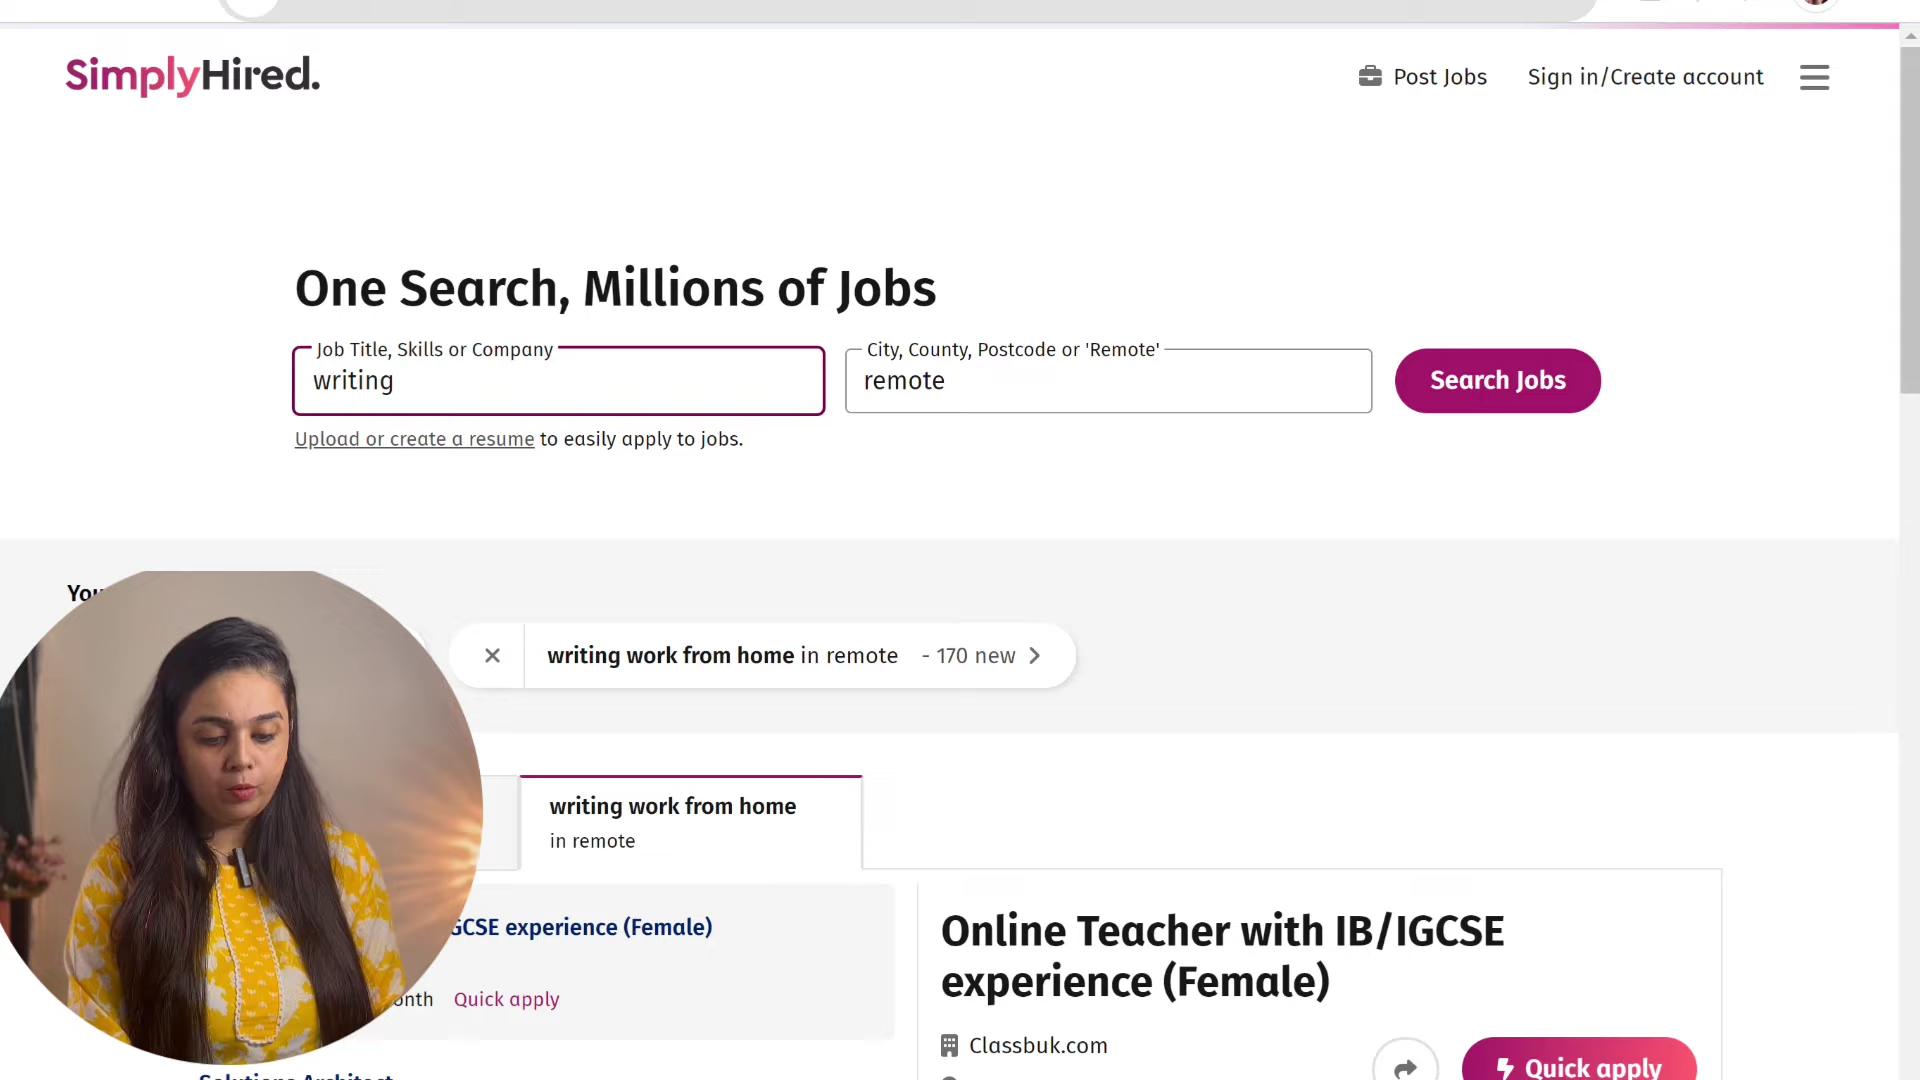 SimplyHired.
Post Jobs
Sign in/Create account
One Search, Millions of Jobs
Job Title, Skills or Company
writing
City, County, Postcode or 'Remote'
remote
Search Jobs
Upload or create a resume to easily apply to jobs.
writing work from home in remote - 170 new
writing work from home
in remote
experience (Female)
Quick apply
Online Teacher with IB/IGCSE
experience (Female)
Classbuk.com
Quick apply
Solutions Architect